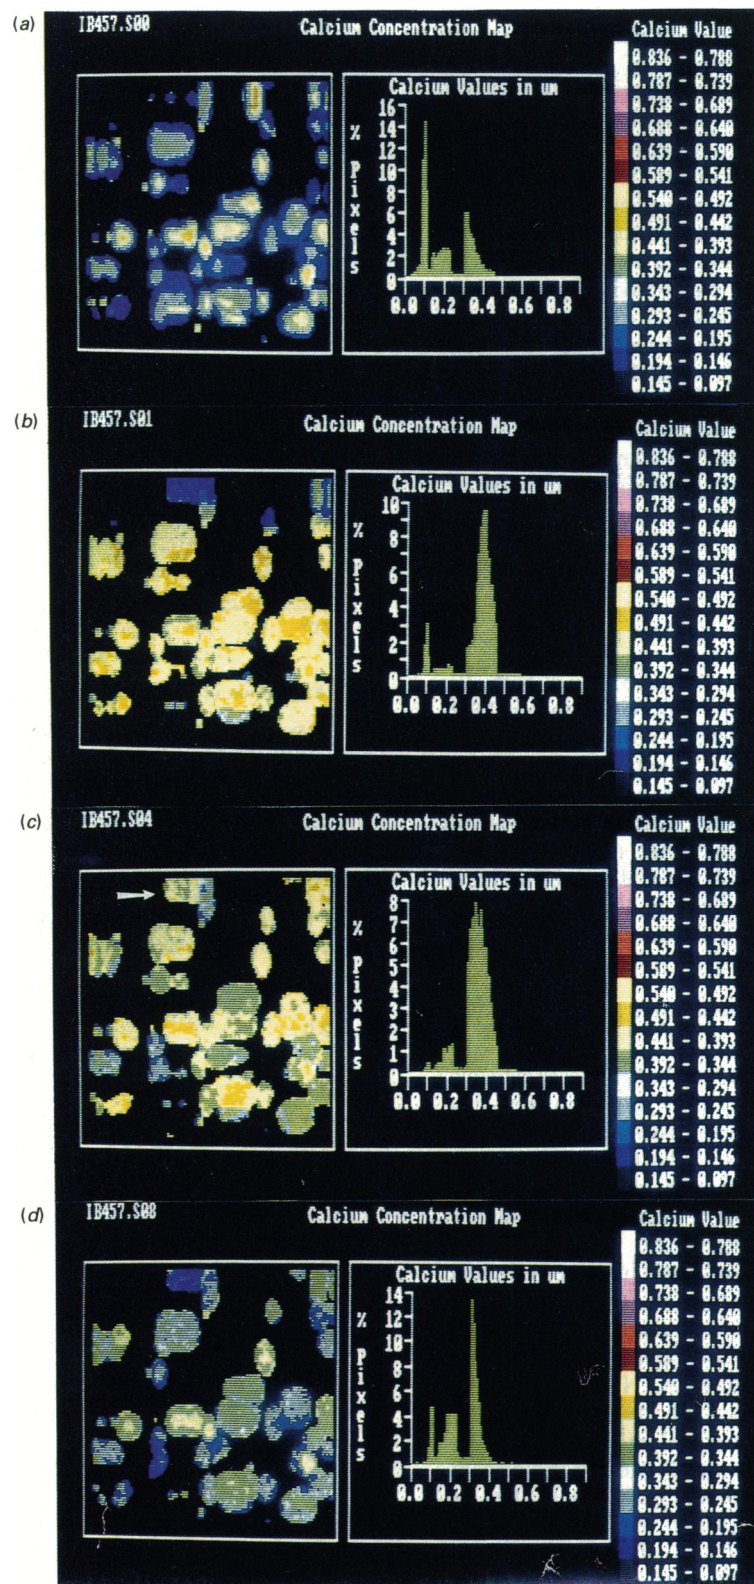 (a)
IB457.S00 Calcium Concentration Map Calcium Value
Calcium Values in um
% Pixels
16
14
12
10
8
6
4
2
0
0.0 0.2 0.4 0.6 0.8
0.836 - 0.788
0.787 - 0.739
0.738 - 0.689
0.688 - 0.640
0.639 - 0.590
0.589 - 0.541
0.540 - 0.492
0.491 - 0.442
0.441 - 0.393
0.392 - 0.344
0.343 - 0.294
0.293 - 0.245
0.244 - 0.195
0.194 - 0.146
0.145 - 0.097
(b)
IB457.S01 Calcium Concentration Map Calcium Value
Calcium Values in um
% Pixels
10
8
6
4
2
0
0.0 0.2 0.4 0.6 0.8
0.836 - 0.788
0.787 - 0.739
0.738 - 0.689
0.688 - 0.640
0.639 - 0.590
0.589 - 0.541
0.540 - 0.492
0.491 - 0.442
0.441 - 0.393
0.392 - 0.344
0.343 - 0.294
0.293 - 0.245
0.244 - 0.195
0.194 - 0.146
0.145 - 0.097
(c)
IB457.S04 Calcium Concentration Map Calcium Value
Calcium Values in um
% Pixels
8
7
6
5
4
3
2
1
0
0.0 0.2 0.4 0.6 0.8
0.836 - 0.788
0.787 - 0.739
0.738 - 0.689
0.688 - 0.640
0.639 - 0.590
0.589 - 0.541
0.540 - 0.492
0.491 - 0.442
0.441 - 0.393
0.392 - 0.344
0.343 - 0.294
0.293 - 0.245
0.244 - 0.195
0.194 - 0.146
0.145 - 0.097
(d)
IB457.S08 Calcium Concentration Map Calcium Value
Calcium Values in um
% Pixels
14
12
10
8
6
4
2
0
0.0 0.2 0.4 0.6 0.8
0.836 - 0.788
0.787 - 0.739
0.738 - 0.689
0.688 - 0.640
0.639 - 0.590
0.589 - 0.541
0.540 - 0.492
0.491 - 0.442
0.441 - 0.393
0.392 - 0.344
0.343 - 0.294
0.293 - 0.245
0.244 - 0.195
0.194 - 0.146
0.145 - 0.097